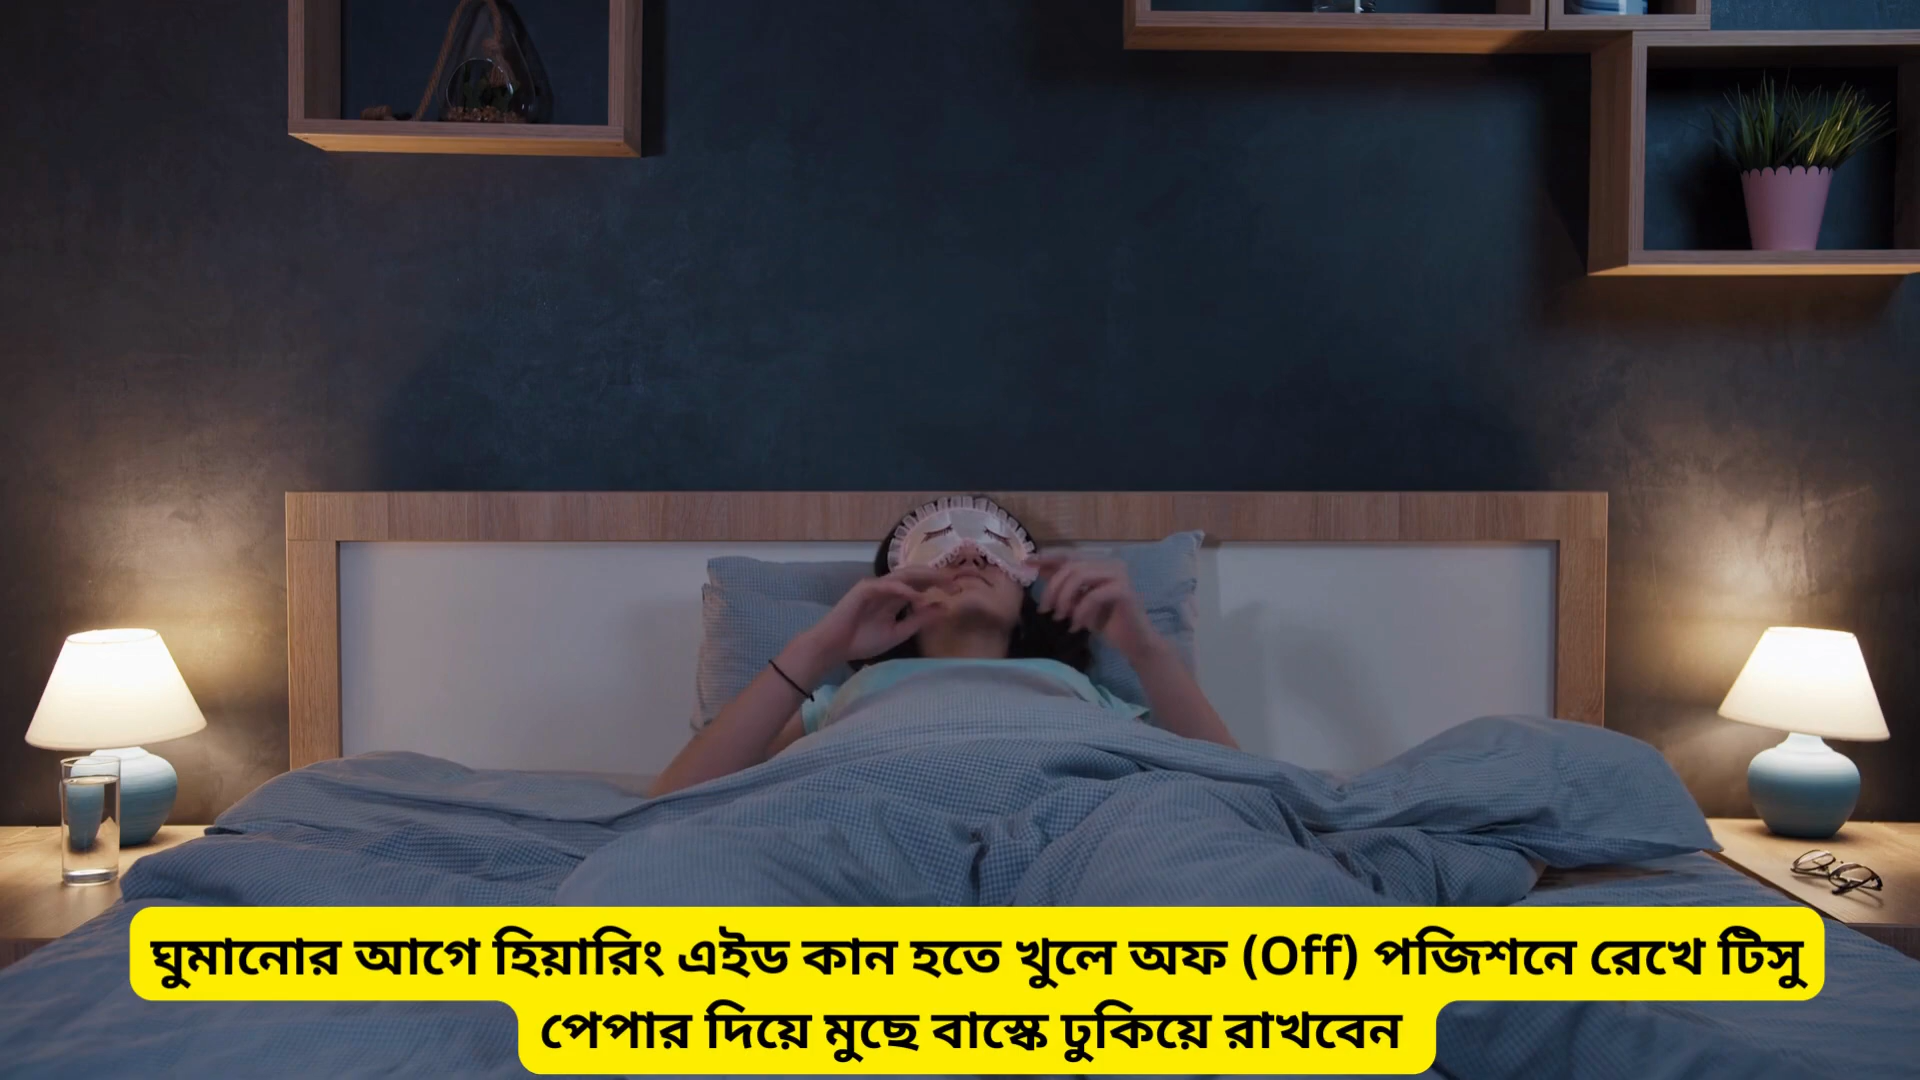 ঘুমানোর আগে হিয়ারিং এইড কান হতে খুলে অফ (Off) পজিশনে রেখে টিসু
পেপার দিয়ে মুছে বাস্কে ঢুকিয়ে রাখবেন